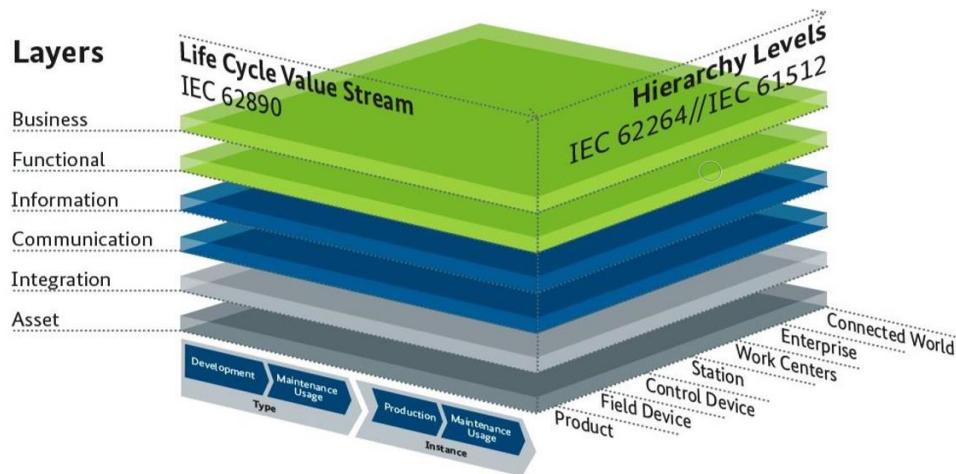 Layers
Life Cycle Value Stream
IEC 62890
Hierarchy Levels
IEC 62264//IEC 61512
Business
Functional
Information
Communication
Integration
Asset
Development
Maintenance
Usage
Type
Production
Maintenance
Usage
Instance
Product
Field Device
Control Device
Station
Work Centers
Enterprise
Connected World